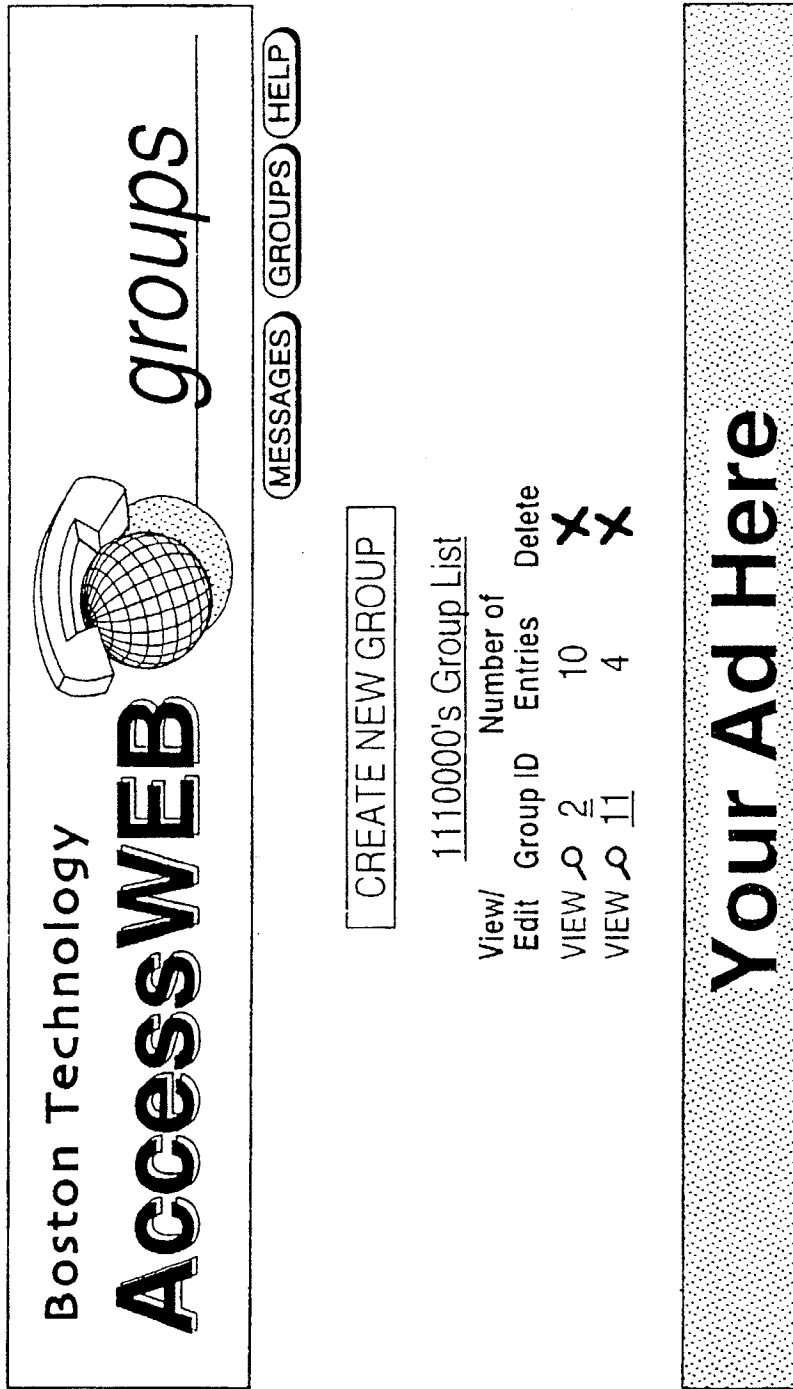 Boston Technology
AccessWEB groups
MESSAGES GROUPS HELP
CREATE NEW GROUP
1110000's Group List
View/ Number of
Edit Group ID Entries Delete
VIEW 2 10 X
VIEW 11 4 X
Your Ad Here